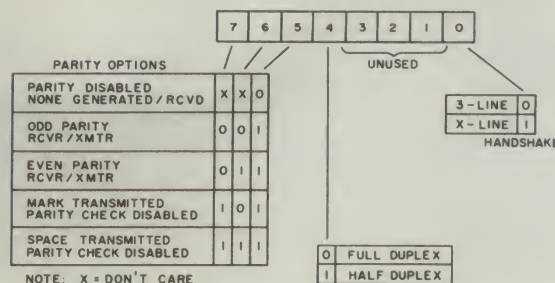 7 6 5 4 3 2 1 0
PARITY OPTIONS
UNUSED
PARITY DISABLED
NONE GENERATED/RCVD
X X 0
ODD PARITY
RCVR/XMTR
0 0 1
EVEN PARITY
RCVR/XMTR
0 1 1
MARK TRANSMITTED
PARITY CHECK DISABLED
1 0 1
SPACE TRANSMITTED
PARITY CHECK DISABLED
1 1 1
NOTE: X = DON'T CARE
3-LINE 0
X-LINE 1
HANDSHAKE
0 FULL DUPLEX
1 HALF DUPLEX